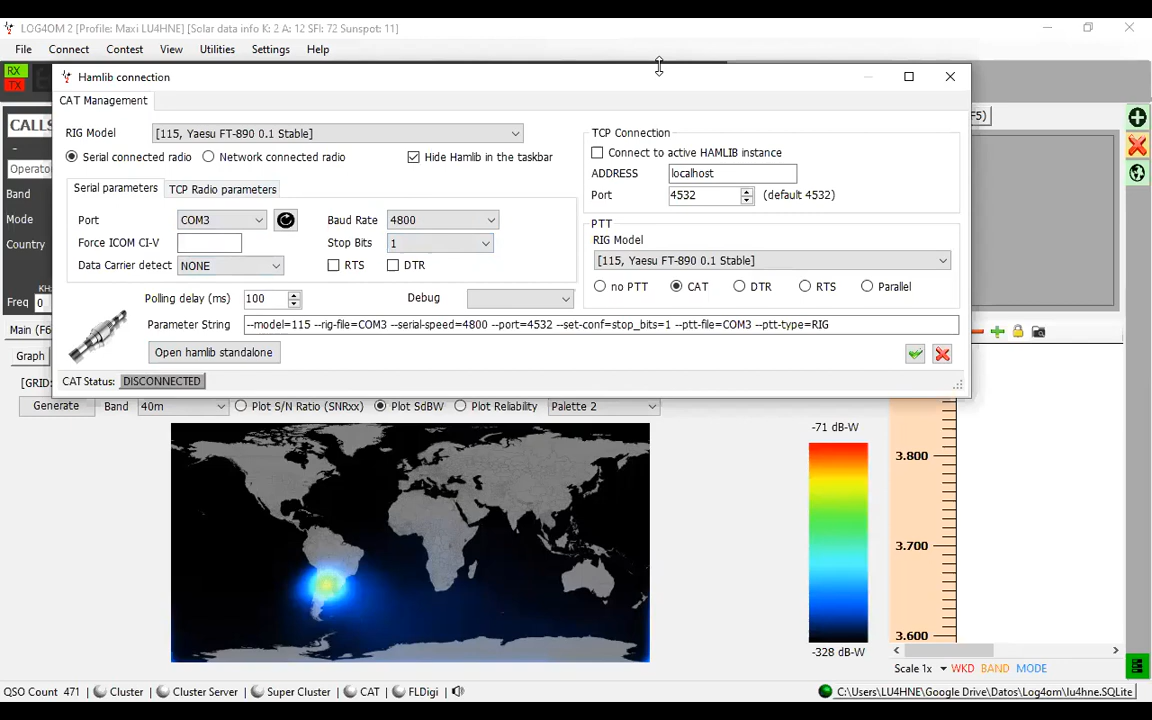 LOG4OM 2 [Profile: Maxi LU4HNE] [Solar data info K: 2 A; 12 SFI: 72 Sunspot: 11]
File Connect Contest View Utilities Settings Help
RX
TX
Hamlib connection
CAT Management
RIG Model [115, Yaesu FT-890 0.1 Stable]
Serial connected radio Network connected radio Hide Hamlib in the taskbar
Serial parameters TCP Radio parameters
Port COM3 Baud Rate 4800
Force ICOM CI-V Stop Bits 1
Data Carrier detect NONE RTS DTR
TCP Connection
Connect to active HAMLIB instance
ADDRESS localhost
Port 4532 (default 4532)
PTT
RIG Model
[115, Yaesu FT-890 0.1 Stable]
no PTT CAT DTR RTS Parallel
Polling delay (ms) 100 Debug
Parameter String --model=115 --rig-file=COM3 --serial-speed=4800 --port=4532 --set-conf=stop_bits=1 --ptt-file=COM3 --ptt-type=RIG
Open hamlib standalone
CAT Status: DISCONNECTED
F5)
CALLS
-
Operato
Band
Mode
Country
KH
Freq 0
Main (F6
Graph
[GRID:
Generate Band 40m Plot S/N Ratio (SNRxx) Plot SdBW Plot Reliability Palette 2
-71 dB-W
-328 dB-W
3.800
3.700
3.600
Scale 1x WKD BAND MODE
QSO Count 471 Cluster Cluster Server Super Cluster CAT FLDigi C:\Users\LU4HNE\Google Drive\Datos\Log4om\lu4hne.SQLite